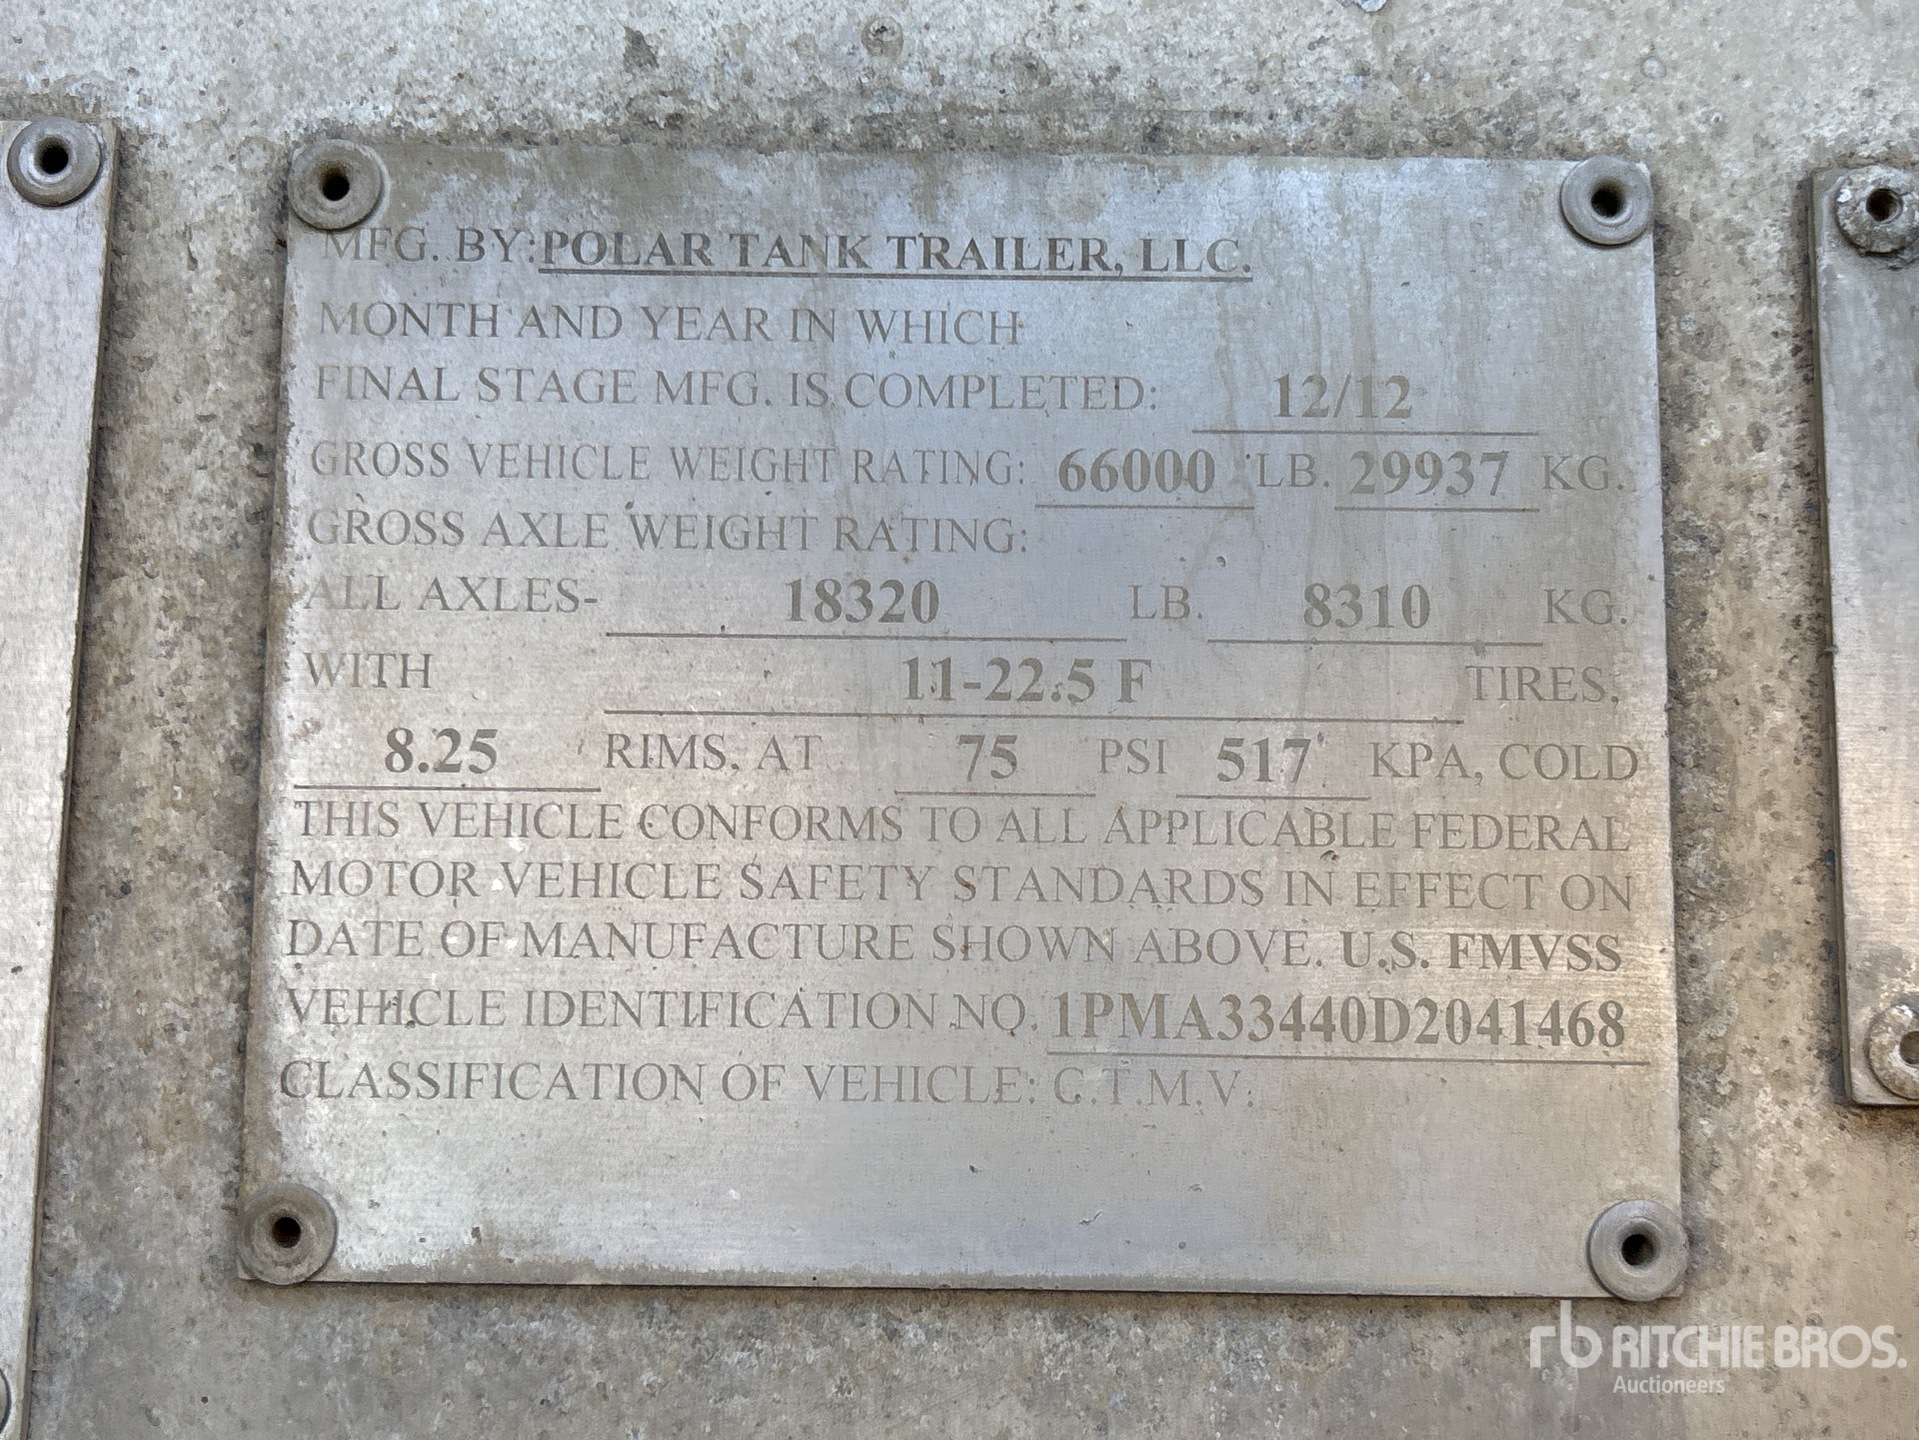 MFG. BY: POLAR TANK TRAILER, LLC.
MONTH AND YEAR IN WHICH
FINAL STAGE MFG. IS COMPLETED: 12/12
GROSS VEHICLE WEIGHT RATING: 66000 LB. 29937 KG.
GROSS AXLE WEIGHT RATING:
ALL AXLES- 18320 LB. 8310 KG.
WITH 11-22.5 F TIRES,
8.25 RIMS, AT 75 PSI 517 KPA, COLD
THIS VEHICLE CONFORMS TO ALL APPLICABLE FEDERAL
MOTOR VEHICLE SAFETY STANDARDS IN EFFECT ON
DATE OF MANUFACTURE SHOWN ABOVE. U.S. FMVSS
VEHICLE IDENTIFICATION NO. 1PMA33440D2041468
CLASSIFICATION OF VEHICLE: C.T.M.V.
rb RITCHIE BROS.
Auctioneers